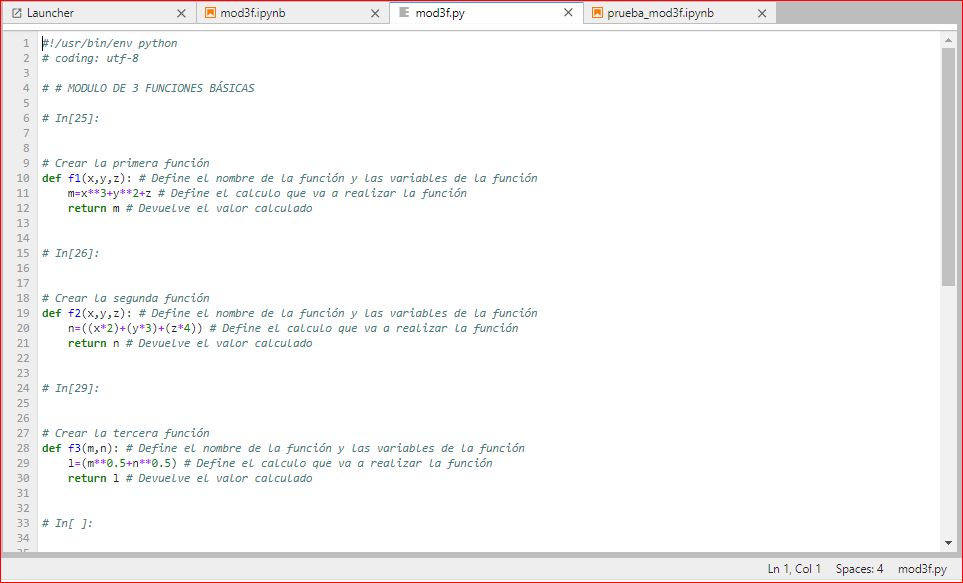 Launcher
mod3f.ipynb
mod3f.py
prueba_mod3f.ipynb
1 #!/usr/bin/env python
2 # coding: utf-8
3
4 # # MODULO DE 3 FUNCIONES BÁSICAS
5
6 # In[25]:
7
8
9 # Crear la primera función
10 def f1(x,y,z): # Define el nombre de la función y las variables de la función
11     m=x**3+y**2+z # Define el calculo que va a realizar la función
12     return m # Devuelve el valor calculado
13
14
15 # In[26]:
16
17
18 # Crear la segunda función
19 def f2(x,y,z): # Define el nombre de la función y las variables de la función
20     n=((x*2)+(y*3)+(z*4)) # Define el calculo que va a realizar la función
21     return n # Devuelve el valor calculado
22
23
24 # In[29]:
25
26
27 # Crear la tercera función
28 def f3(m,n): # Define el nombre de la función y las variables de la función
29     l=(m**0.5+n**0.5) # Define el calculo que va a realizar la función
30     return l # Devuelve el valor calculado
31
32
33 # In[ ]:
34
35
Ln 1, Col 1 Spaces: 4 mod3f.py